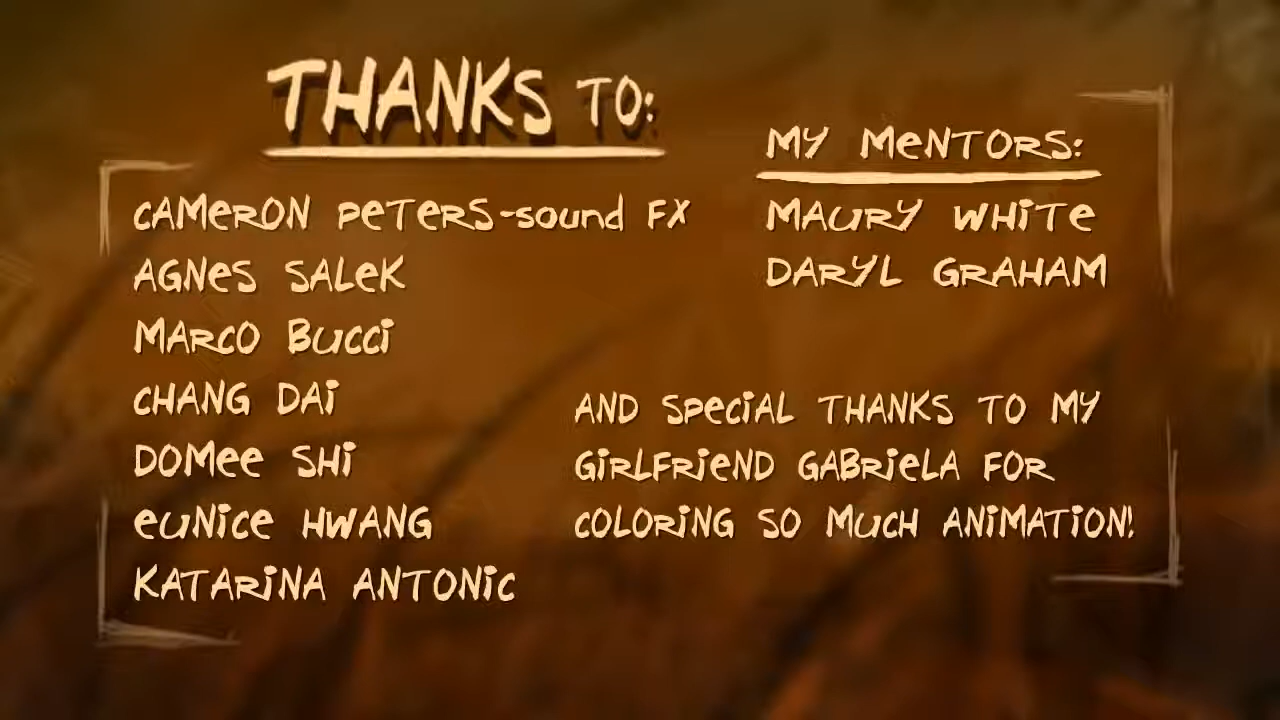 THANKS TO:
CAMERON PETERS-sound FX
AGNES SALEK
MARCO BUCCI
CHANG DAI
DOMEE SHI
EUNICE HWANG
KATARINA ANTONIC
MY MENTORS:
MAURY WHITE
DARYL GRAHAM
AND SPECIAL THANKS TO MY
GIRLFRIEND GABRIELA FOR
COLORING SO MUCH ANIMATION!